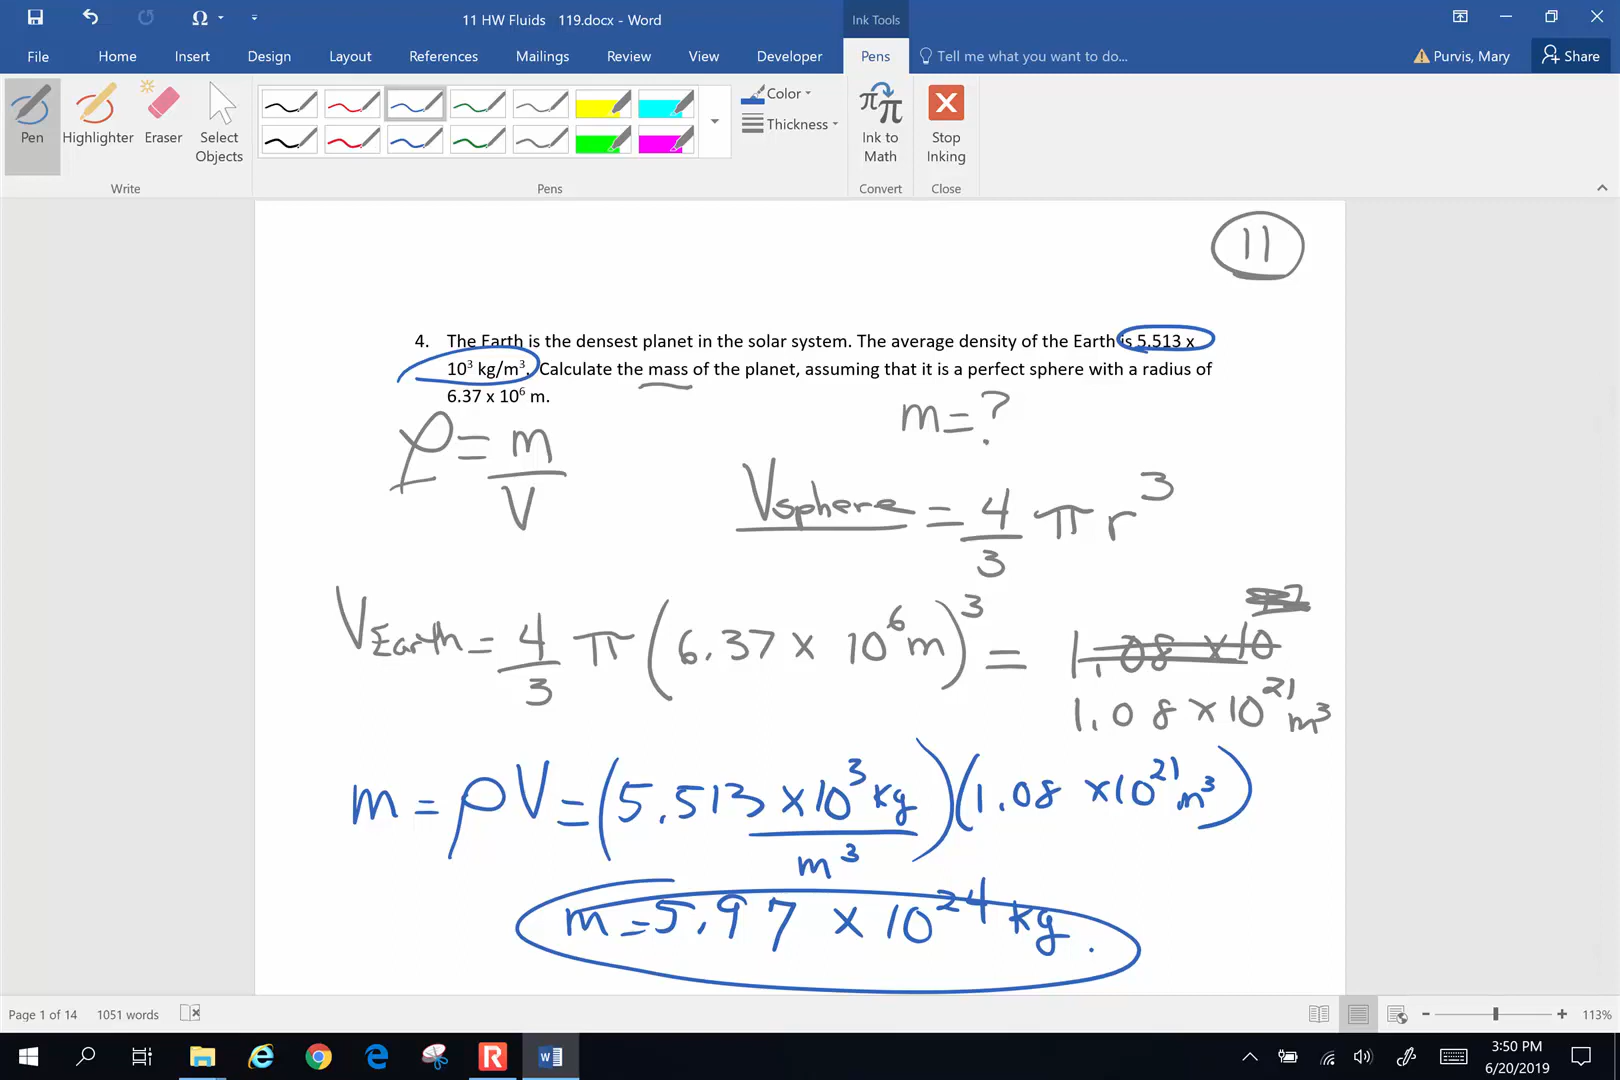 11 HW Fluids 119.docx - Word
Ink Tools
File Home Insert Design Layout References Mailings Review View Developer Pens Tell me what you want to do... Purvis, Mary Share
Pen Highlighter Eraser Select Objects
Color
Thickness
Ink to Math
Stop Inking
Write Pens Convert Close
11
4. The Earth is the densest planet in the solar system. The average density of the Earth is 5.513 x
10³ kg/m³. Calculate the mass of the planet, assuming that it is a perfect sphere with a radius of
6.37 x 10⁶ m.
m = ?
ρ = m/V
Vsphere = 4/3 π r³
VEarth = 4/3 π (6.37 x 10⁶ m)³ = 1.08 x 10
1.08 x 10²¹ m³
m = ρV = (5.513 x 10³ kg/m³)(1.08 x 10²¹ m³)
m = 5.97 x 10²⁴ kg.
Page 1 of 14 1051 words 113%
3:50 PM
6/20/2019